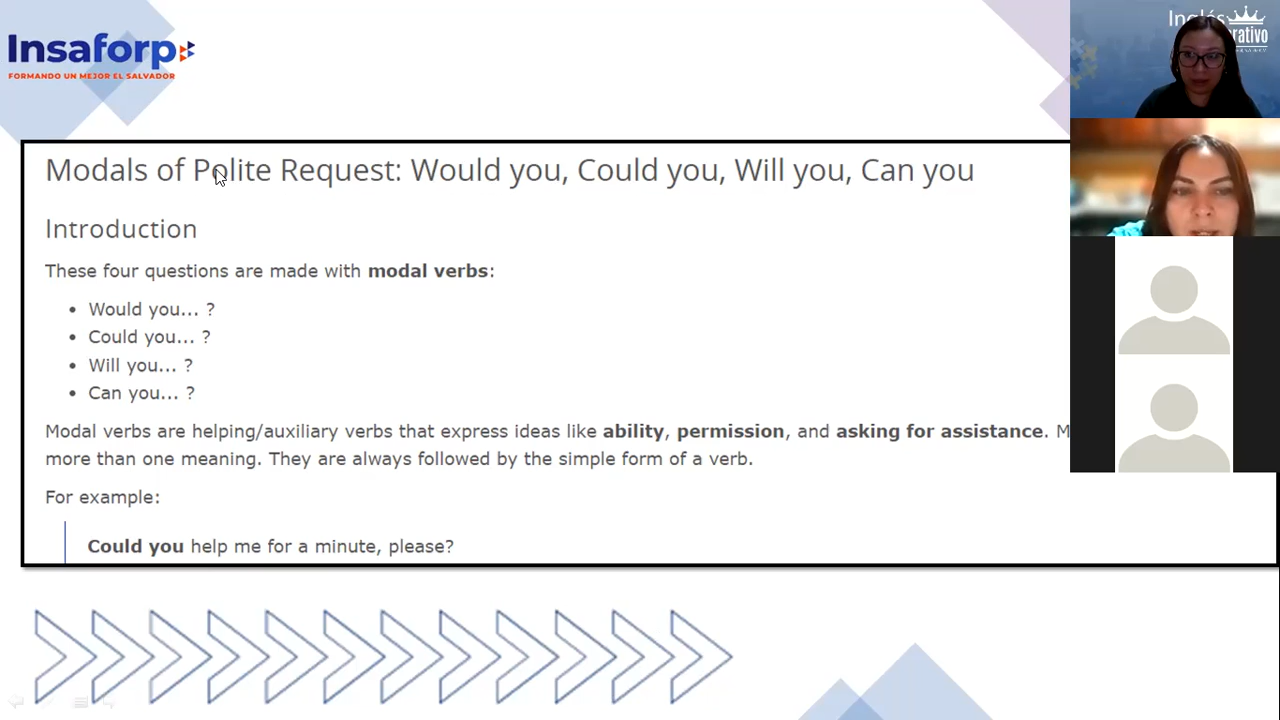 Insaforp
FORMANDO UN MEJOR EL SALVADOR
Inglés
Modals of Polite Request: Would you, Could you, Will you, Can you
Introduction
These four questions are made with modal verbs:
• Would you... ?
• Could you... ?
• Will you... ?
• Can you... ?
Modal verbs are helping/auxiliary verbs that express ideas like ability, permission, and asking for assistance. M
more than one meaning. They are always followed by the simple form of a verb.
For example:
Could you help me for a minute, please?